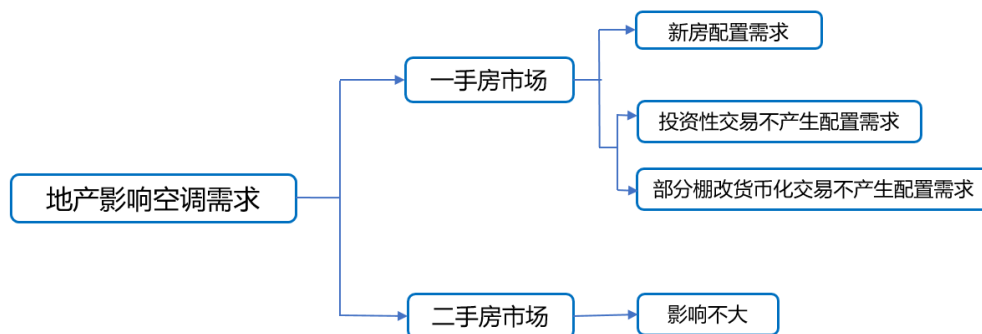 新房配置需求
一手房市场
投资性交易不产生配置需求
部分棚改货币化交易不产生配置需求
地产影响空调需求
二手房市场
影响不大